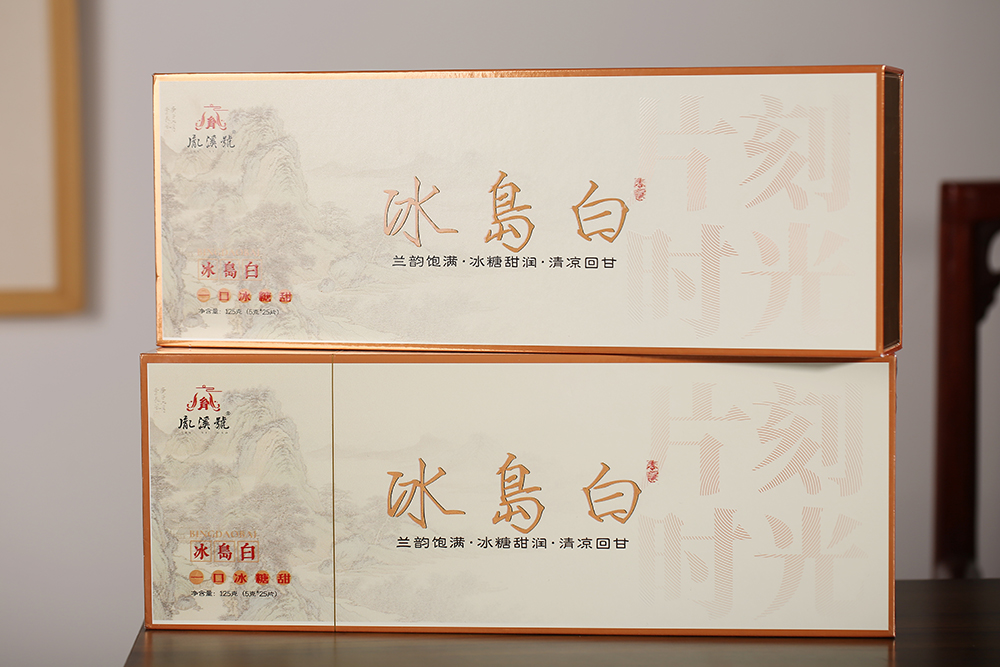 胤溪號
冰島白
兰韵饱满·冰糖甜润·清凉回甘
片刻
时光
冰島白
一口冰糖甜
净含量：125克（5克*25片）
胤溪號
冰島白
兰韵饱满·冰糖甜润·清凉回甘
片刻
时光
BINGDAOBAI
冰島白
一口冰糖甜
净含量：125克（5克*25片）